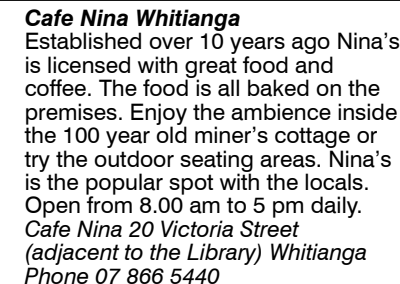 Cafe Nina Whitianga
Established over 10 years ago Nina's
is licensed with great food and
coffee. The food is all baked on the
premises. Enjoy the ambience inside
the 100 year old miner's cottage or
try the outdoor seating areas. Nina's
is the popular spot with the locals.
Open from 8.00 am to 5 pm daily.
Cafe Nina 20 Victoria Street
(adjacent to the Library) Whitianga
Phone 07 866 5440